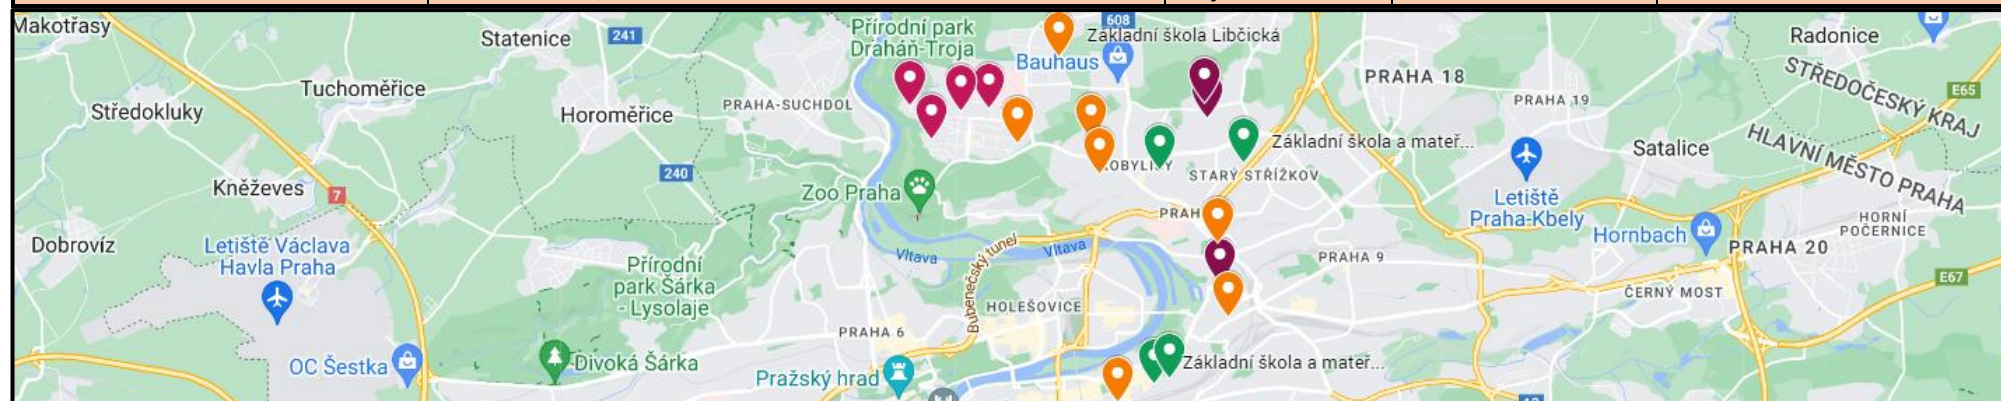 Makotřasy
Statenice
241
Přírodní park
Draháň-Troja
608
Základní škola Libčická
Bauhaus
Radonice
PRAHA 18
STŘEDOČESKÝ KRAJ
E65
Tuchoměřice
Středokluky
Horoměřice
PRAHA-SUCHDOL
PRAHA 19
HLAVNÍ MĚSTO PRAHA
Základní škola a mateř...
Satalice
STARÝ STŘÍŽKOV
240
Kněževes
7
Zoo Praha
Letiště
Praha-Kbely
Hornbach
HORNÍ
POČERNICE
PRAHA 20
Dobrovíz
Letiště Václava
Havla Praha
Vltava
Vltava
Bubenečský tunel
PRAHA 9
Přírodní
park Šárka
- Lysolaje
E67
ČERNÝ MOST
HOLEŠOVICE
PRAHA 6
OC Šestka
Divoká Šárka
Pražský hrad
Základní škola a mateř...